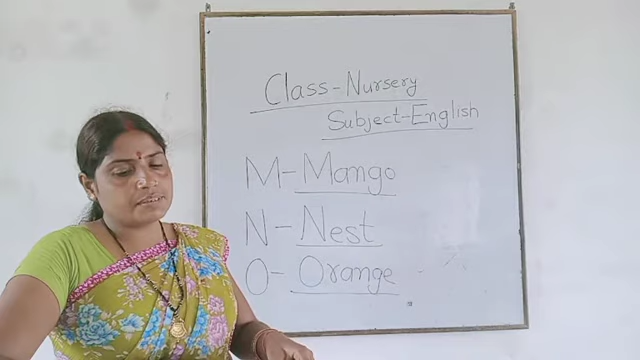 Class-Nursery
Subject-English
M-Mango
N-Nest
O-Orange